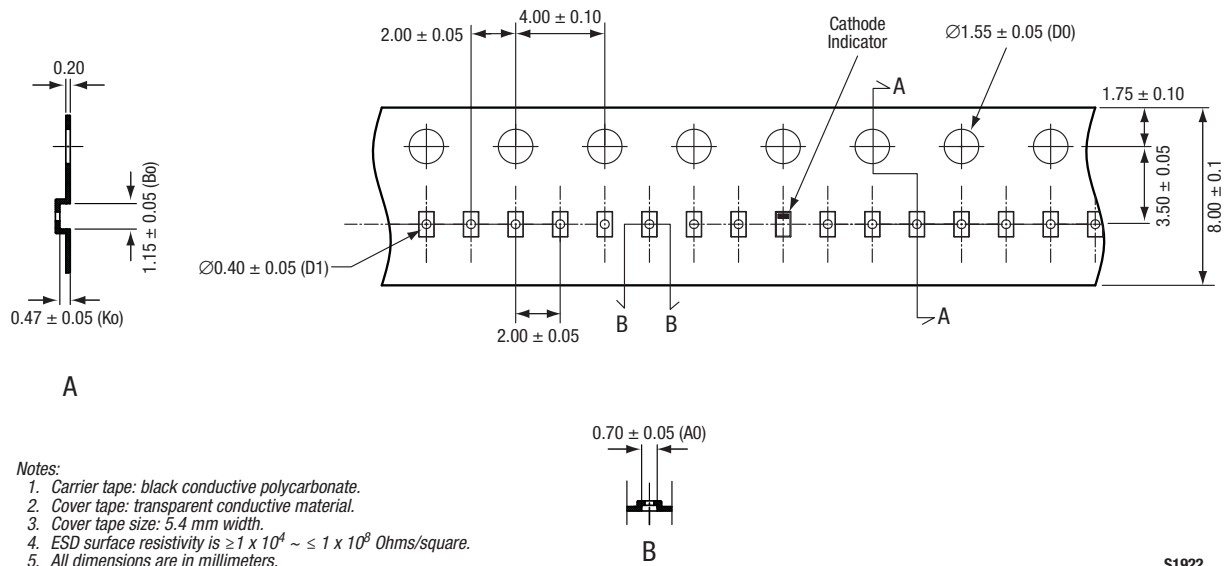 4.00 ± 0.10
2.00 ± 0.05
Cathode
Indicator
∅1.55 ± 0.05 (D0)
0.20
A
1.75 ± 0.10
1.15 ± 0.05 (Bo)
3.50 ± 0.05
8.00 ± 0.1
∅0.40 ± 0.05 (D1)
0.47 ± 0.05 (Ko)
B B
A
2.00 ± 0.05
A
0.70 ± 0.05 (A0)
B
Notes:
1. Carrier tape: black conductive polycarbonate.
2. Cover tape: transparent conductive material.
3. Cover tape size: 5.4 mm width.
4. ESD surface resistivity is ≥1 x 10⁴ ~ ≤ 1 x 10⁸ Ohms/square.
5. All dimensions are in millimeters.
S1922